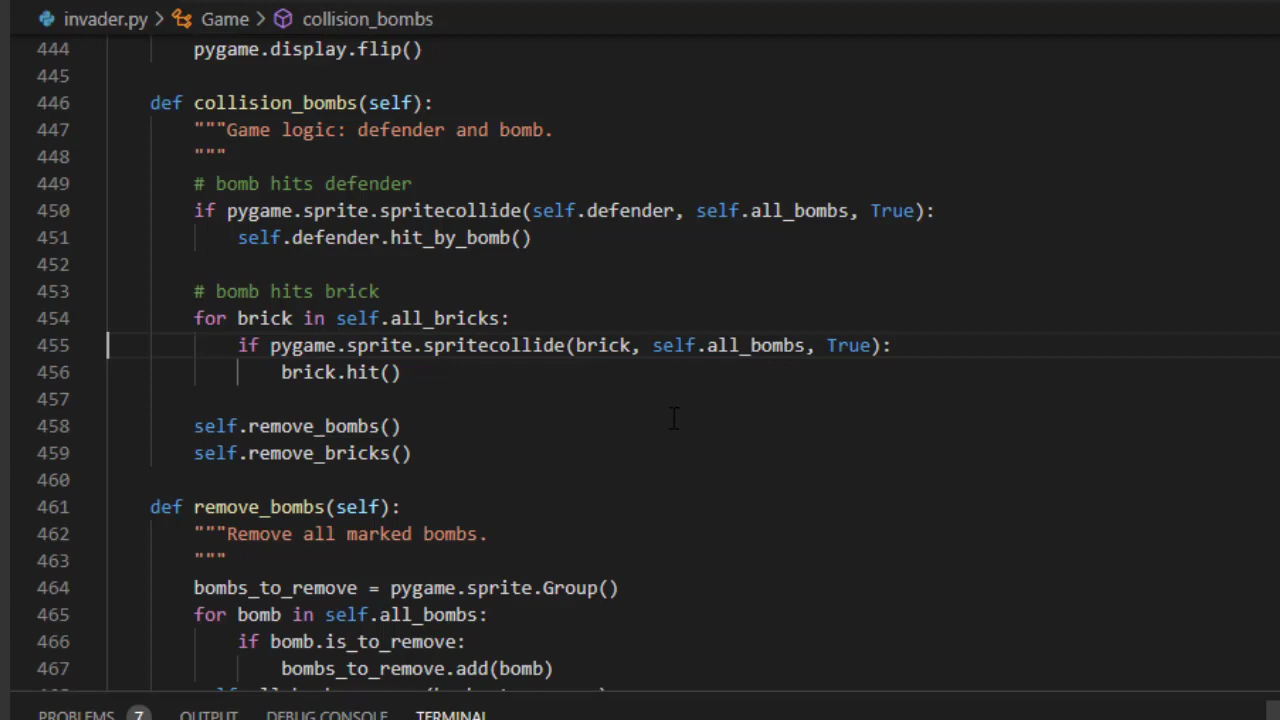 invader.py > Game > collision_bombs
444 pygame.display.flip()
445
446 def collision_bombs(self):
447 """Game logic: defender and bomb.
448 """
449 # bomb hits defender
450 if pygame.sprite.spritecollide(self.defender, self.all_bombs, True):
451 self.defender.hit_by_bomb()
452
453 # bomb hits brick
454 for brick in self.all_bricks:
455 if pygame.sprite.spritecollide(brick, self.all_bombs, True):
456 brick.hit()
457
458 self.remove_bombs()
459 self.remove_bricks()
460
461 def remove_bombs(self):
462 """Remove all marked bombs.
463 """
464 bombs_to_remove = pygame.sprite.Group()
465 for bomb in self.all_bombs:
466 if bomb.is_to_remove:
467 bombs_to_remove.add(bomb)
PROBLEMS 7 OUTPUT DEBUG CONSOLE TERMINAL